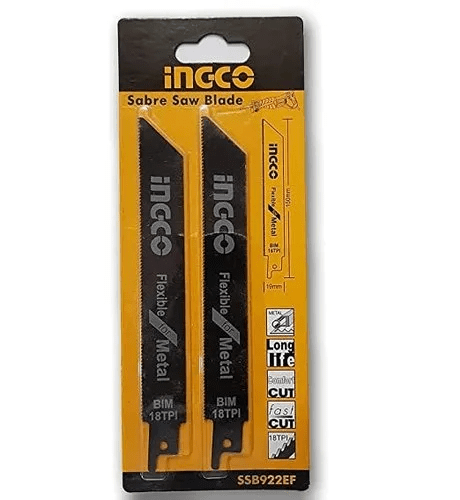 INGCO
Sabre Saw Blade
INGCO
Flexible for Metal
BIM
18TPI
INGCO
Flexible for Metal
BIM
18TPI
INGCO
Flexible for Metal
BIM
18TPI
150mm
19mm
METAL
Long
life
Comfort
CUT
fast
CUT
18TPI
SSB922EF